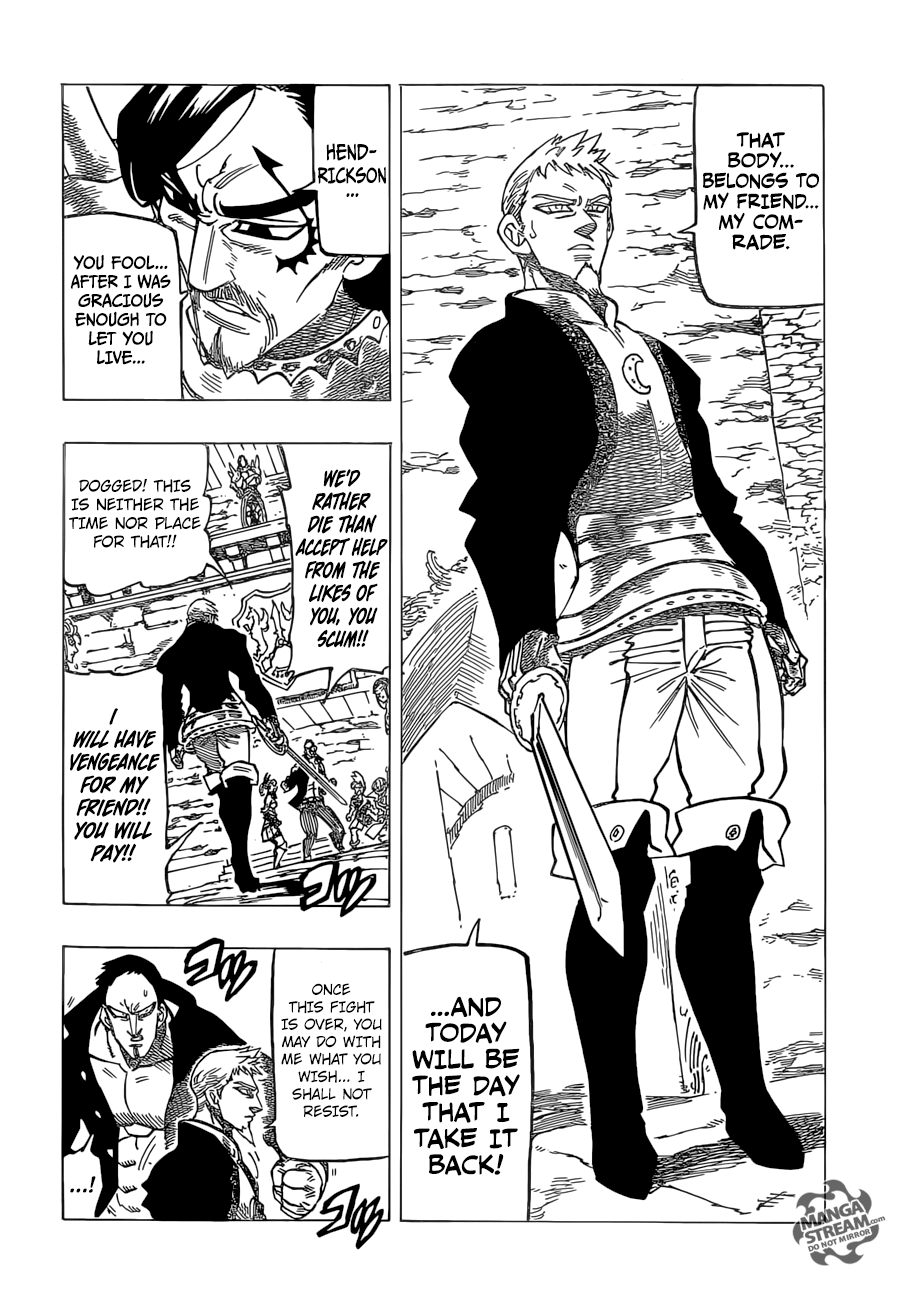 THAT
BODY...
BELONGS TO
MY FRIEND...
MY COM-
RADE.
...AND
TODAY
WILL BE
THE DAY
THAT I
TAKE IT
BACK!
HEND-
RICKSON
...
YOU FOOL...
AFTER I WAS
GRACIOUS
ENOUGH TO
LET YOU
LIVE...
WE'D
RATHER
DIE THAN
ACCEPT HELP
FROM THE
LIKES OF
YOU, YOU
SCUM!!
DOGGED! THIS
IS NEITHER THE
TIME NOR PLACE
FOR THAT!!
I
WILL HAVE
VENGEANCE
FOR MY
FRIEND!!
YOU WILL
PAY!!
ONCE
THIS FIGHT
IS OVER, YOU
MAY DO WITH
ME WHAT YOU
WISH... I
SHALL NOT
RESIST.
...!
MANGA
STREAM.com
DO NOT MIRROR